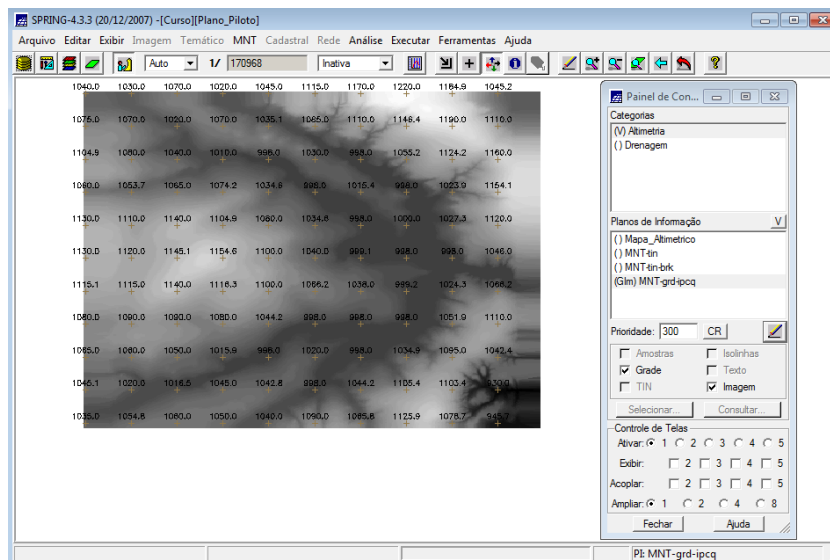 SPRING-4.3.3 (20/12/2007) -[Curso][Plano_Piloto]
Arquivo Editar Exibir Imagem Temático MNT Cadastral Rede Análise Executar Ferramentas Ajuda
Auto 1/ 170968 Inativa
1040.0 1030.0 1070.0 1020.0 1045.0 1115.0 1170.0 1220.0 1184.9 1045.2
1075.0 1070.0 1020.0 1070.0 1035.1 1065.0 1110.0 1146.4 1190.0 1110.0
1104.9 1080.0 1040.0 1010.0 998.0 1030.0 998.0 1055.2 1124.2 1160.0
1080.0 1053.7 1065.0 1074.2 1034.8 998.0 1015.4 998.0 1023.9 1154.1
1130.0 1110.0 1140.0 1104.9 1080.0 1034.8 998.0 1000.0 1027.3 1120.0
1130.0 1120.0 1145.1 1154.6 1100.0 1040.0 999.1 998.0 998.0 1046.0
1115.1 1115.0 1140.0 1116.3 1100.0 1066.2 1036.0 999.2 1024.3 1066.2
1080.0 1090.0 1090.0 1080.0 1044.2 998.0 998.0 998.0 1051.9 1110.0
1065.0 1060.0 1050.0 1015.9 998.0 1020.0 998.0 1034.9 1095.0 1042.4
1046.1 1020.0 1016.5 1045.0 1042.8 998.0 1044.2 1105.4 1103.4 930.0
1035.0 1054.8 1060.0 1050.0 1040.0 1090.0 1065.8 1125.9 1078.7 945.7
Painel de Con...
Categorias
(V) Altimetria
( ) Drenagem
Planos de Informação V
( ) Mapa_Altimetrico
( ) MNT-tin
( ) MNT-tin-brk
(GIm) MNT-grd-ipcq
Prioridade: 300 CR
Amostras Isolinhas
Grade Texto
TIN Imagem
Selecionar... Consultar...
Controle de Telas
Ativar: 1 2 3 4 5
Exibir: 2 3 4 5
Acoplar: 2 3 4 5
Ampliar: 1 2 4 8
Fechar Ajuda
PI: MNT-grd-ipcq